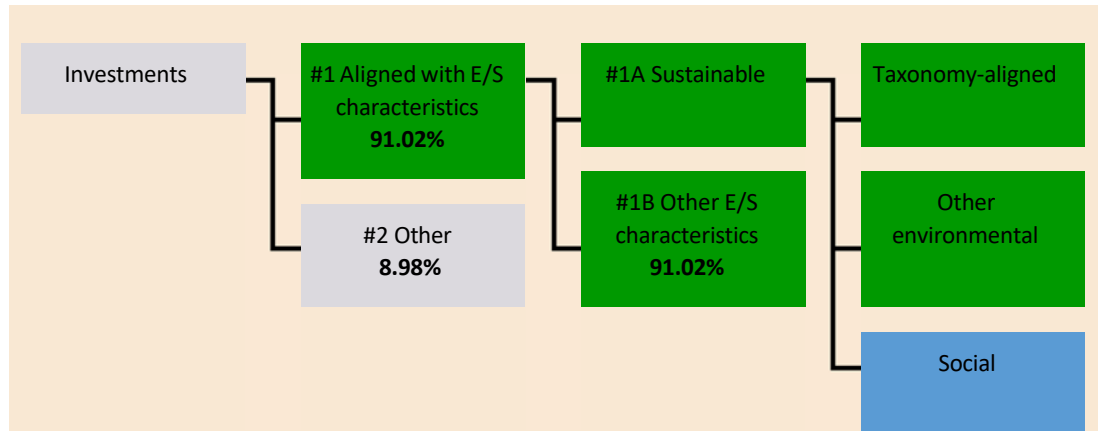 Investments
#1 Aligned with E/S
characteristics
91.02%
#2 Other
8.98%
#1A Sustainable
#1B Other E/S
characteristics
91.02%
Taxonomy-aligned
Other
environmental
Social